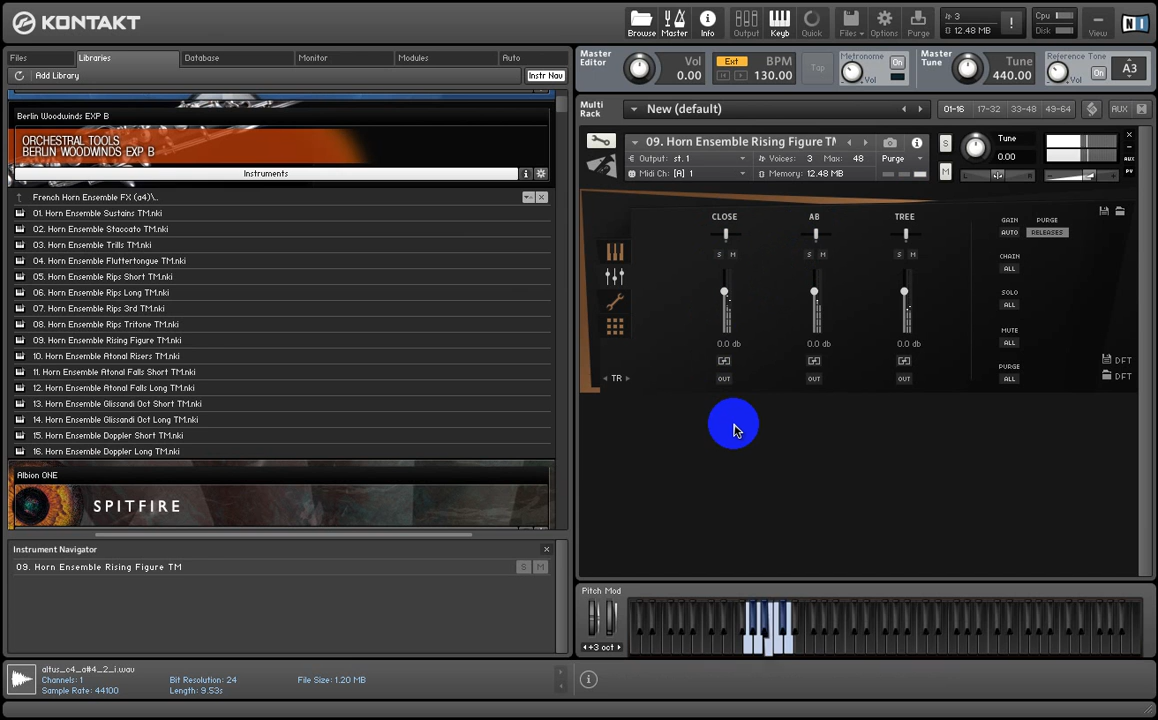 KONTAKT
Browse Master Info Output Keyb Quick Files Options Purge
3
12.48 MB
Cpu
Disk
View
NI
Files Libraries Database Monitor Modules Auto
Add Library
Instr Nav
Berlin Woodwinds EXP B
ORCHESTRAL TOOLS
BERLIN WOODWINDS EXP B
Instruments
French Horn Ensemble FX (a4)\..
01. Horn Ensemble Sustains TM.nki
02. Horn Ensemble Staccato TM.nki
03. Horn Ensemble Trills TM.nki
04. Horn Ensemble Fluttertongue TM.nki
05. Horn Ensemble Rips Short TM.nki
06. Horn Ensemble Rips Long TM.nki
07. Horn Ensemble Rips 3rd TM.nki
08. Horn Ensemble Rips Tritone TM.nki
09. Horn Ensemble Rising Figure TM.nki
10. Horn Ensemble Atonal Risers TM.nki
11. Horn Ensemble Atonal Falls Short TM.nki
12. Horn Ensemble Atonal Falls Long TM.nki
13. Horn Ensemble Glissandi Oct Short TM.nki
14. Horn Ensemble Glissandi Oct Long TM.nki
15. Horn Ensemble Doppler Short TM.nki
16. Horn Ensemble Doppler Long TM.nki
Albion ONE
SPITFIRE
Instrument Navigator
09. Horn Ensemble Rising Figure TM
S M
altus_c4_a#4_2_i.wav
Channels: 1 Bit Resolution: 24 File Size: 1.20 MB
Sample Rate: 44100 Length: 9.53s
Master Editor
Vol
0.00
Ext
BPM
130.00
Tap
Metronome
On
Vol
Master Tune
Tune
440.00
Reference Tone
Vol
On
A3
Multi Rack
New (default)
01-16 17-32 33-48 49-64
AUX
09. Horn Ensemble Rising Figure TM
Output: st. 1 Voices: 3 Max: 48 Purge
Midi Ch: [A] 1 Memory: 12.48 MB
S
M
Tune
0.00
AUX
PV
CLOSE AB TREE
S M S M S M
0.0 db 0.0 db 0.0 db
OUT OUT OUT
GAIN PURGE
AUTO RELEASES
CHAIN
ALL
SOLO
ALL
MUTE
ALL
PURGE
ALL
DFT
DFT
TR
Pitch Mod
+3 oct